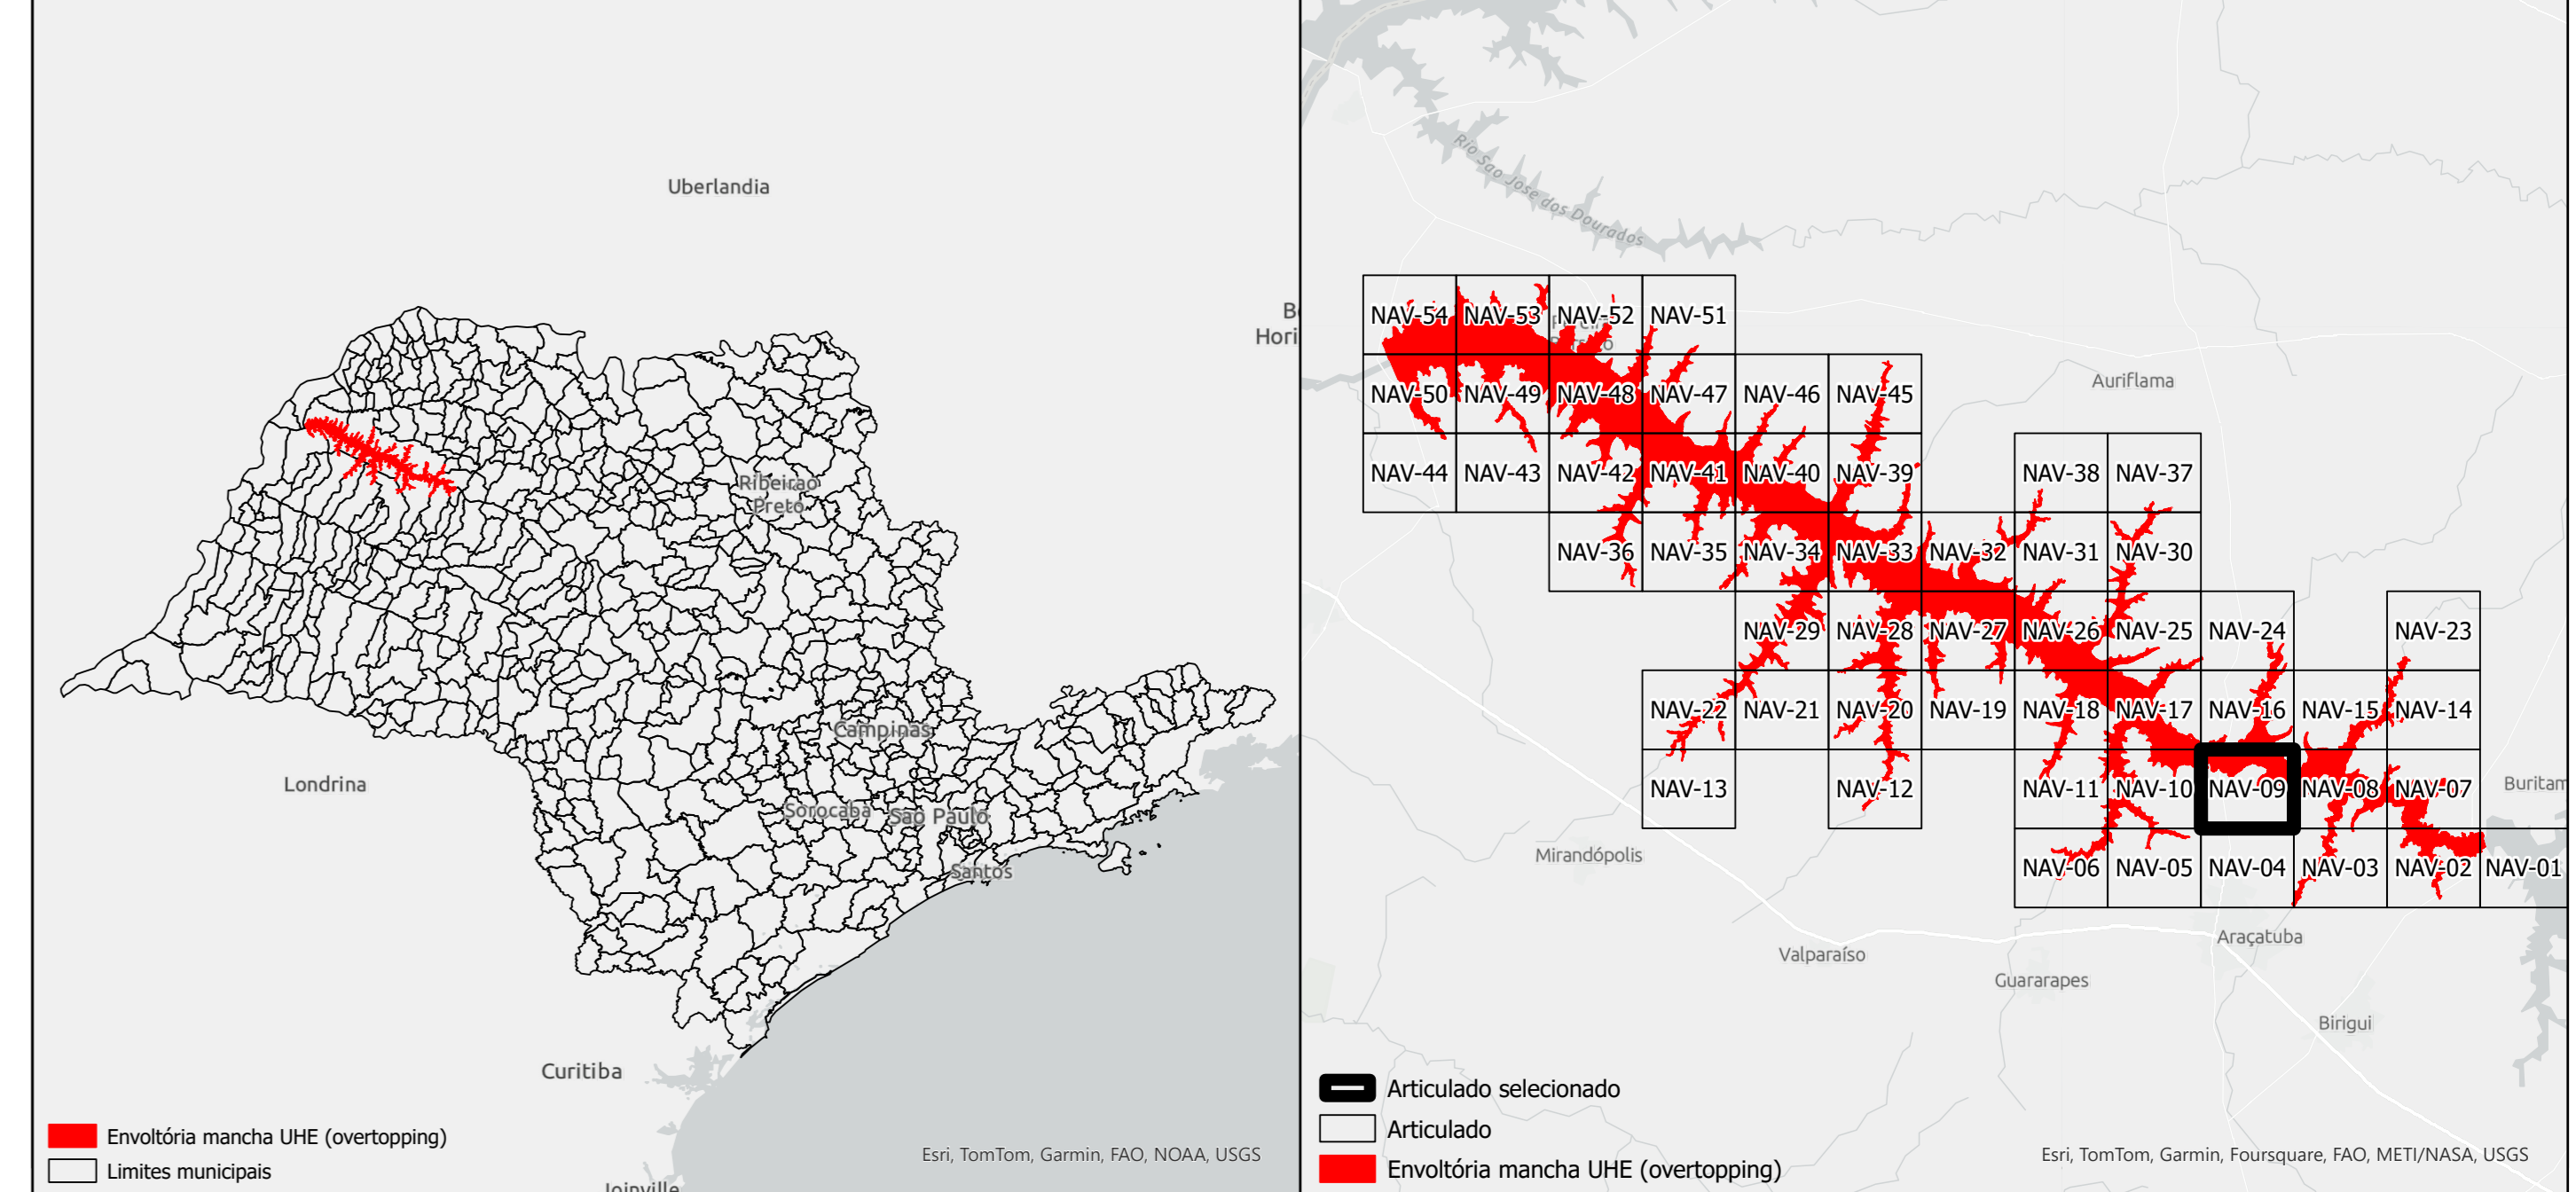 Uberlandia
Ribeirao
Preto
Campinas
Londrina
Sorocaba
Sao Paulo
Santos
Curitiba
Envoltória mancha UHE (overtopping)
Limites municipais
Esri, TomTom, Garmin, FAO, NOAA, USGS
Rio Sao Jose dos Dourados
NAV-54 NAV-53 NAV-52 NAV-51
NAV-50 NAV-49 NAV-48 NAV-47 NAV-46 NAV-45
Auriflama
NAV-44 NAV-43 NAV-42 NAV-41 NAV-40 NAV-39 NAV-38 NAV-37
NAV-36 NAV-35 NAV-34 NAV-33 NAV-32 NAV-31 NAV-30
NAV-29 NAV-28 NAV-27 NAV-26 NAV-25 NAV-24 NAV-23
NAV-22 NAV-21 NAV-20 NAV-19 NAV-18 NAV-17 NAV-16 NAV-15 NAV-14
NAV-13 NAV-12 NAV-11 NAV-10 NAV-09 NAV-08 NAV-07
Buritam
Mirandópolis
NAV-06 NAV-05 NAV-04 NAV-03 NAV-02 NAV-01
Araçatuba
Valparaíso
Guararapes
Birigui
Articulado selecionado
Articulado
Envoltória mancha UHE (overtopping)
Esri, TomTom, Garmin, Foursquare, FAO, METI/NASA, USGS